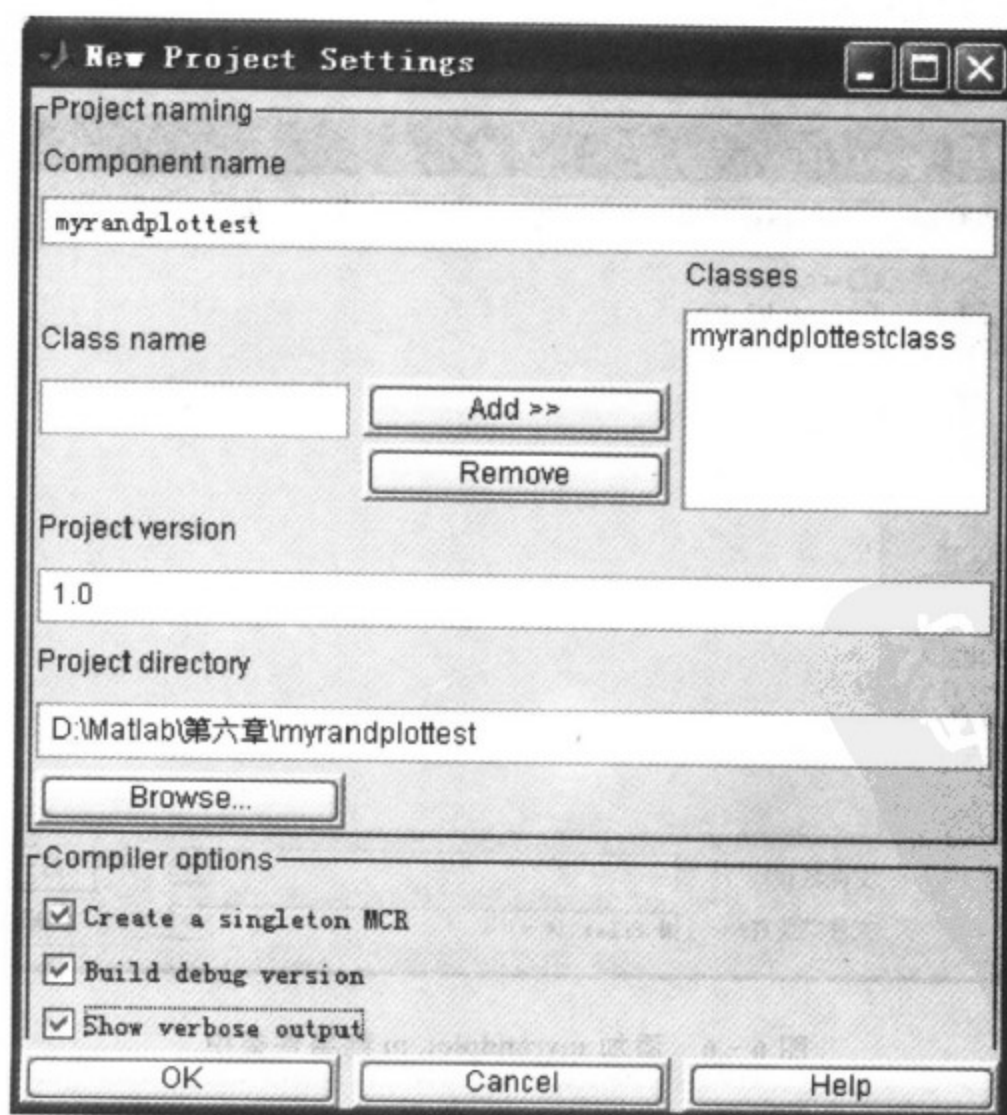 New Project Settings
Project naming
Component name
myrandplottest
Classes
myrandplottestclass
Class name
Add >>
Remove
Project version
1.0
Project directory
D:\Matlab\第六章\myrandplottest
Browse...
Compiler options
Create a singleton MCR
Build debug version
Show verbose output
OK
Cancel
Help